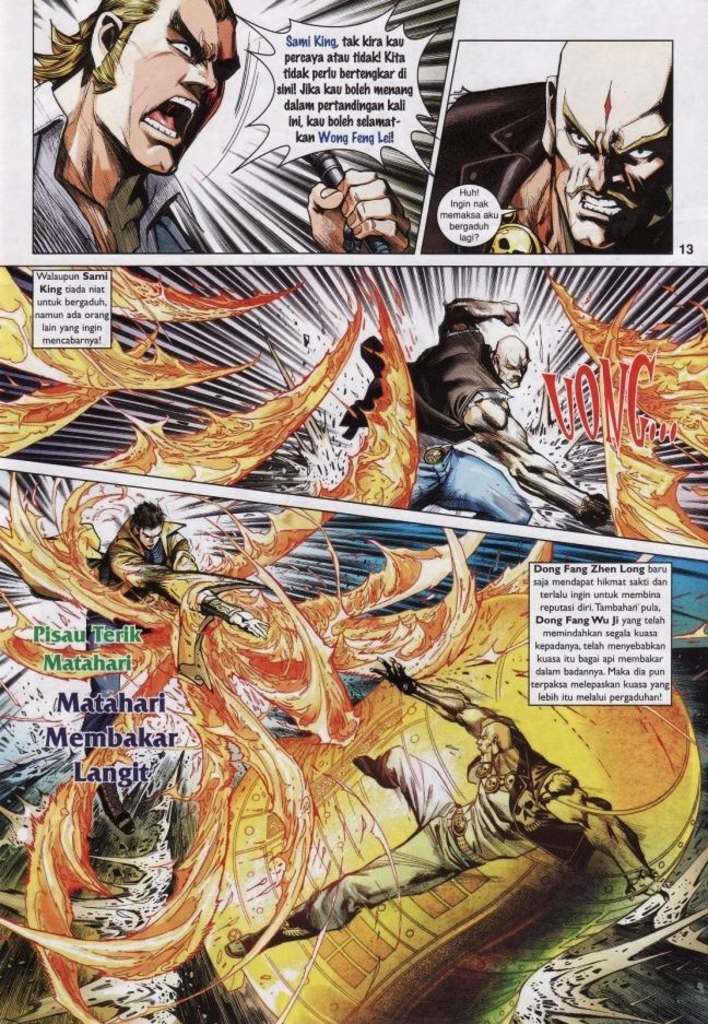 Sami King, tak kira kau
percaya atau tidak! Kita
tidak perlu bertengkar di
sini! Jika kau boleh menang
dalam pertandingan kali
ini, kau boleh selamat-
kan Wong Feng Lei!
Huh!
Ingin nak
memaksa aku
bergaduh
lagi?
13
Walaupun Sami
King tiada niat
untuk bergaduh,
namun ada orang
lain yang ingin
mencabarnya!
VONG...
Dong Fang Zhen Long baru
saja mendapat hikmat sakti dan
terlalu ingin untuk membina
reputasi diri. Tambahan pula,
Dong Fang Wu Ji yang telah
memindahkan segala kuasa
kepadanya, telah menyebabkan
kuasa itu bagai api membakar
dalam badannya. Maka dia pun
terpaksa melepaskan kuasa yang
lebih itu melalui pergaduhan!
Pisau Terik
Matahari
Matahari
Membakar
Langit